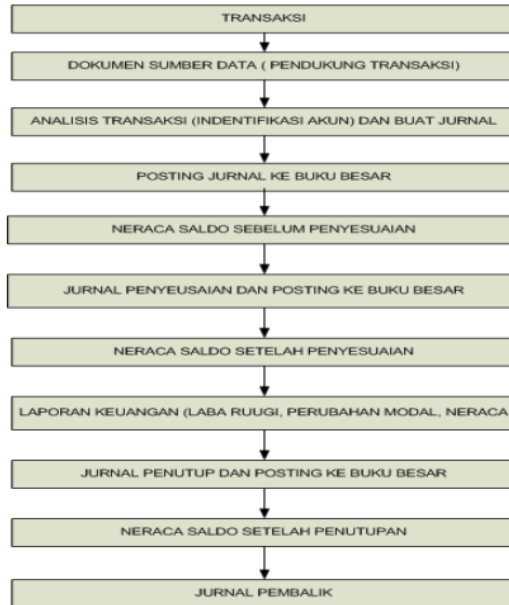 TRANSAKSI
DOKUMEN SUMBER DATA ( PENDUKUNG TRANSAKSI)
ANALISIS TRANSAKSI (INDENTIFIKASI AKUN) DAN BUAT JURNAL
POSTING JURNAL KE BUKU BESAR
NERACA SALDO SEBELUM PENYESUAIAN
JURNAL PENYEUSAIAN DAN POSTING KE BUKU BESAR
NERACA SALDO SETELAH PENYESUAIAN
LAPORAN KEUANGAN (LABA RUUGI, PERUBAHAN MODAL, NERACA
JURNAL PENUTUP DAN POSTING KE BUKU BESAR
NERACA SALDO SETELAH PENUTUPAN
JURNAL PEMBALIK